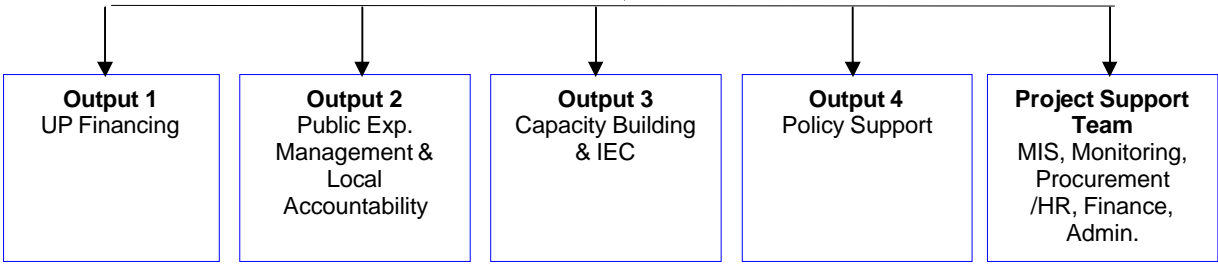 Output 1
UP Financing
Output 2
Public Exp.
Management &
Local
Accountability
Output 3
Capacity Building
& IEC
Output 4
Policy Support
Project Support
Team
MIS, Monitoring,
Procurement
/HR, Finance,
Admin.